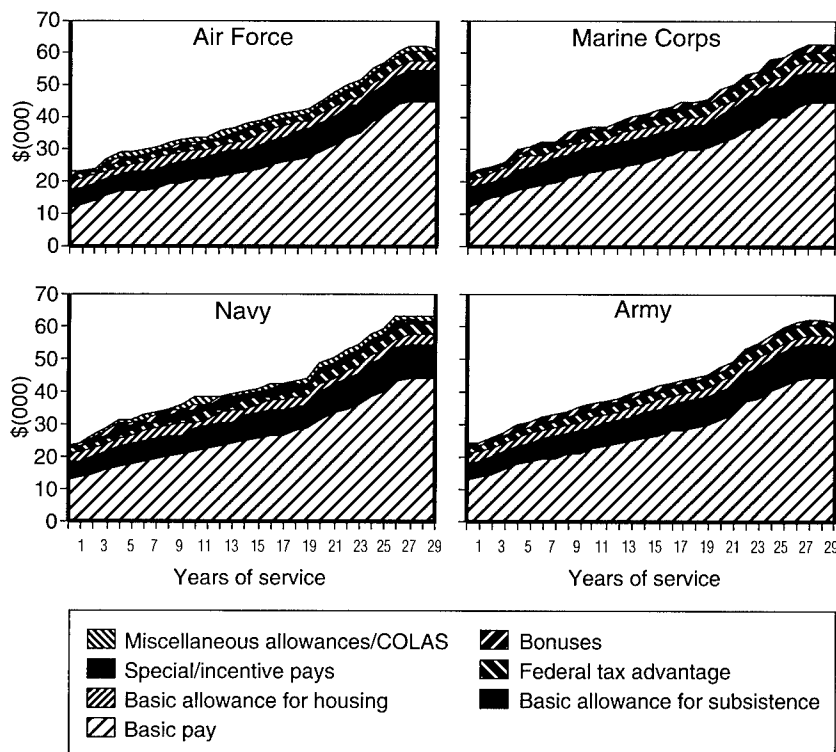 Air Force
Marine Corps
70
60
50
40
30
20
10
0
$(000)
Navy
Army
70
60
50
40
30
20
10
0
$(000)
1 3 5 7 9 11 13 15 17 19 21 23 25 27 29
1 3 5 7 9 11 13 15 17 19 21 23 25 27 29
Years of service
Years of service
Miscellaneous allowances/COLAS
Special/incentive pays
Basic allowance for housing
Basic pay
Bonuses
Federal tax advantage
Basic allowance for subsistence